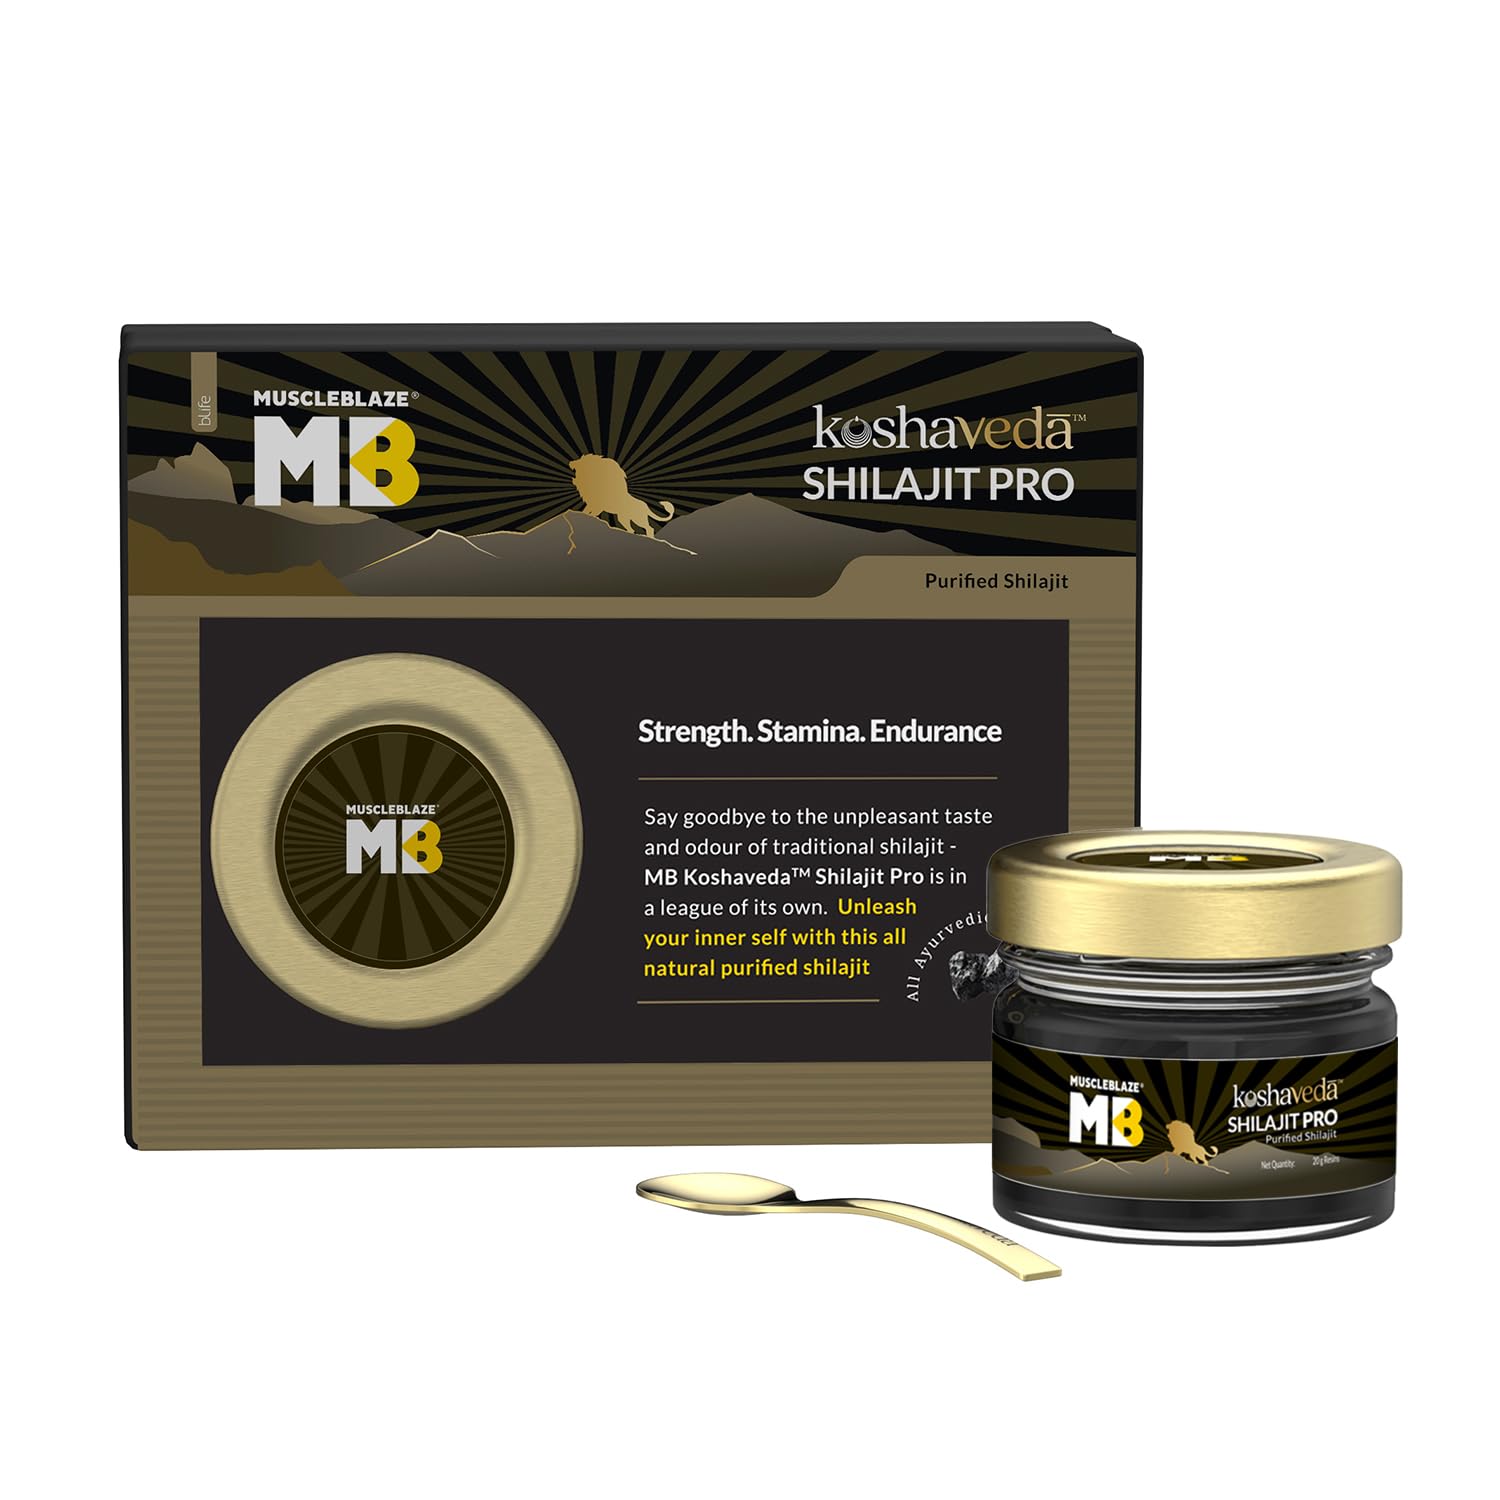 bLife
MUSCLEBLAZE®
MB
koshaveda™
SHILAJIT PRO
Purified Shilajit
MUSCLEBLAZE®
MB
Strength. Stamina. Endurance
Say goodbye to the unpleasant taste
and odour of traditional shilajit -
MB Koshaveda™ Shilajit Pro is in
a league of its own. Unleash
your inner self with this all
natural purified shilajit
All Ayurvedic
MB
MUSCLEBLAZE®
MB
koshaveda™
SHILAJIT PRO
Purified Shilajit
Net Quantity: 20 g Resins